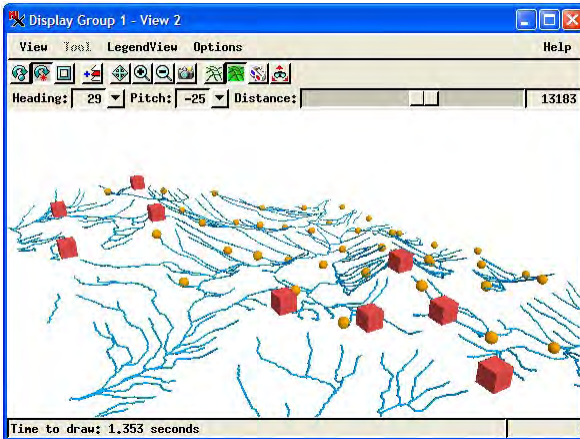 Display Group 1 - View 2
View Tool LegendView Options Help
Heading: 29 Pitch: -25 Distance: 13183
Time to draw: 1.353 seconds